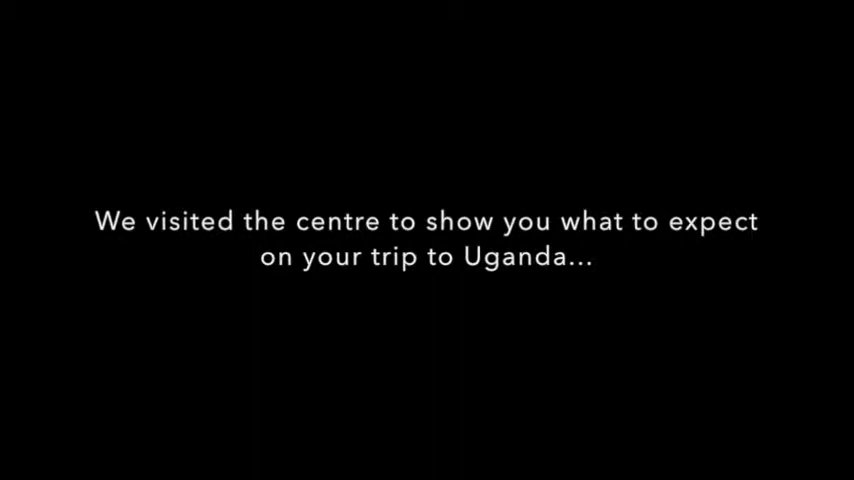 We visited the centre to show you what to expect
on your trip to Uganda...